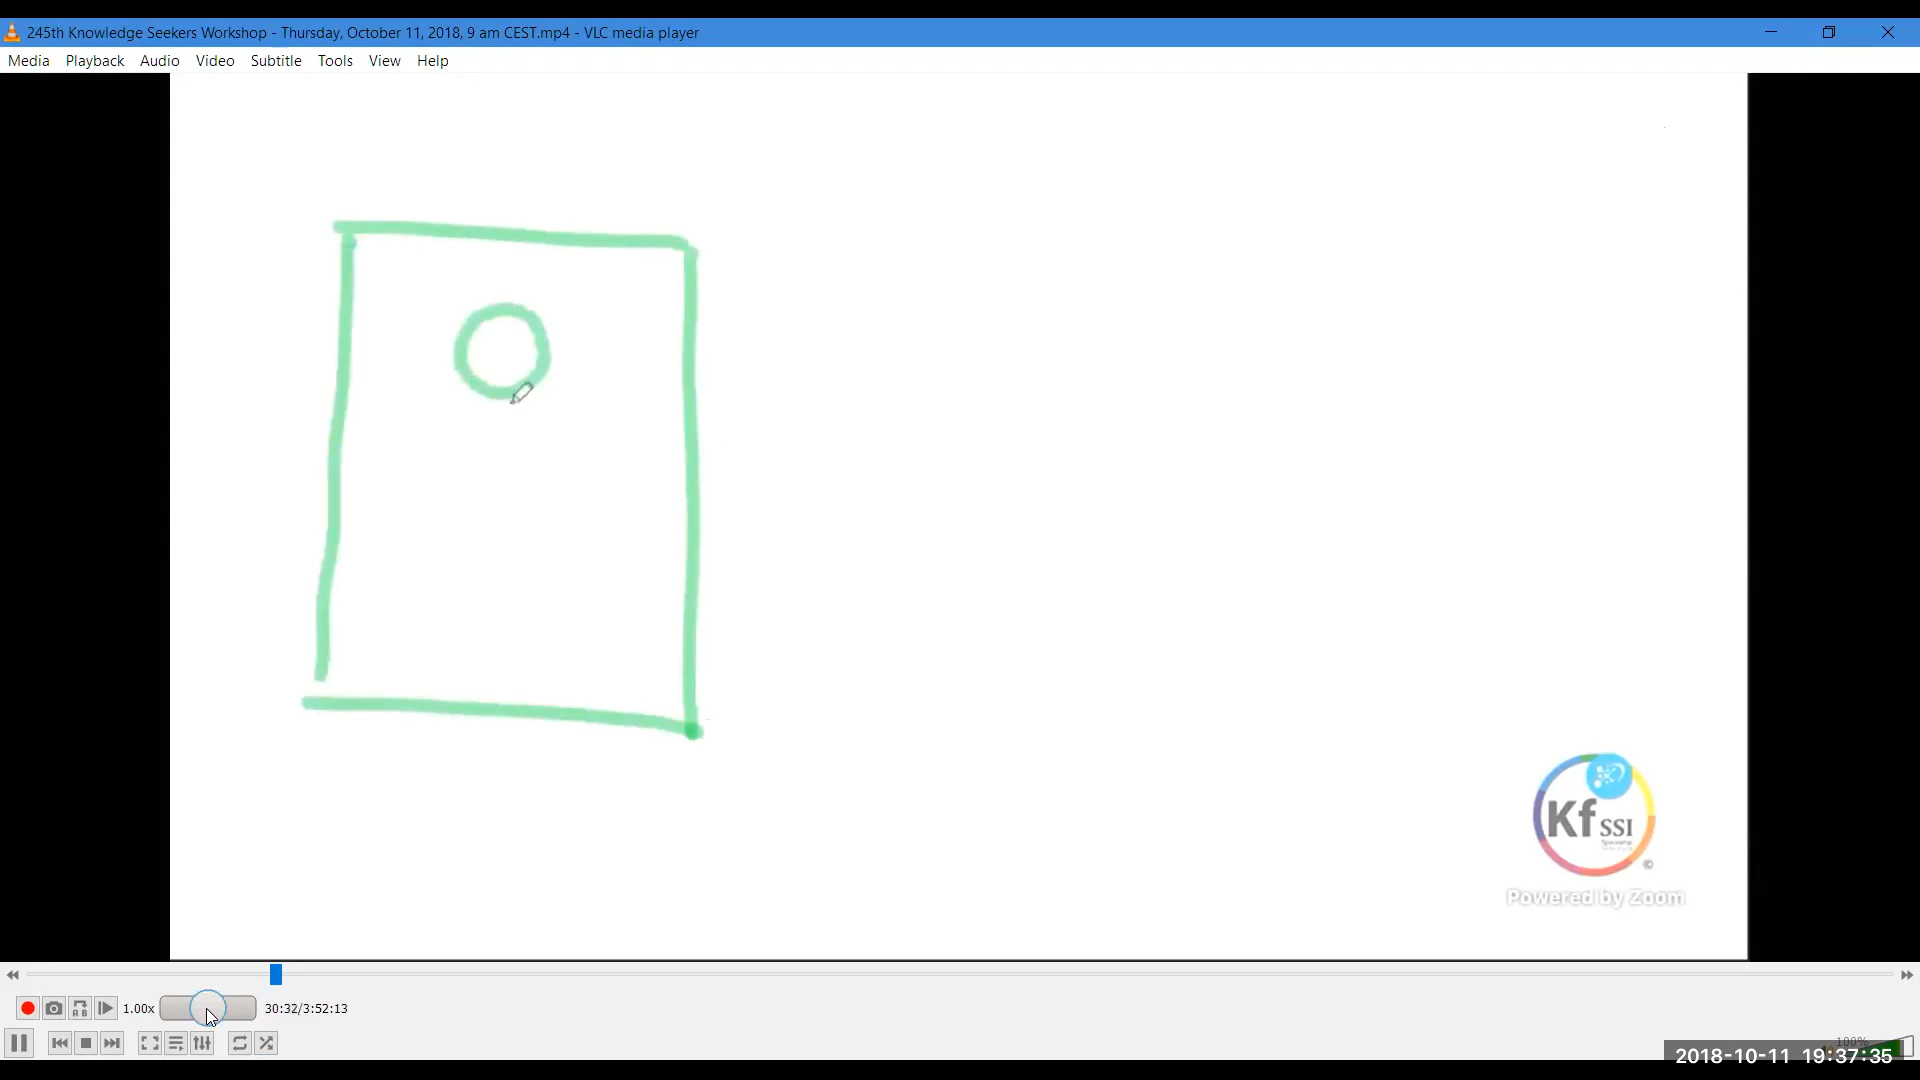 245th Knowledge Seekers Workshop - Thursday, October 11, 2018, 9 am CEST.mp4 - VLC media player
Media Playback Audio Video Subtitle Tools View Help
Kf SSI
Spaceship
©
Powered by Zoom
1.00x 30:32/3:52:13
100%
2018-10-11 19:37:35